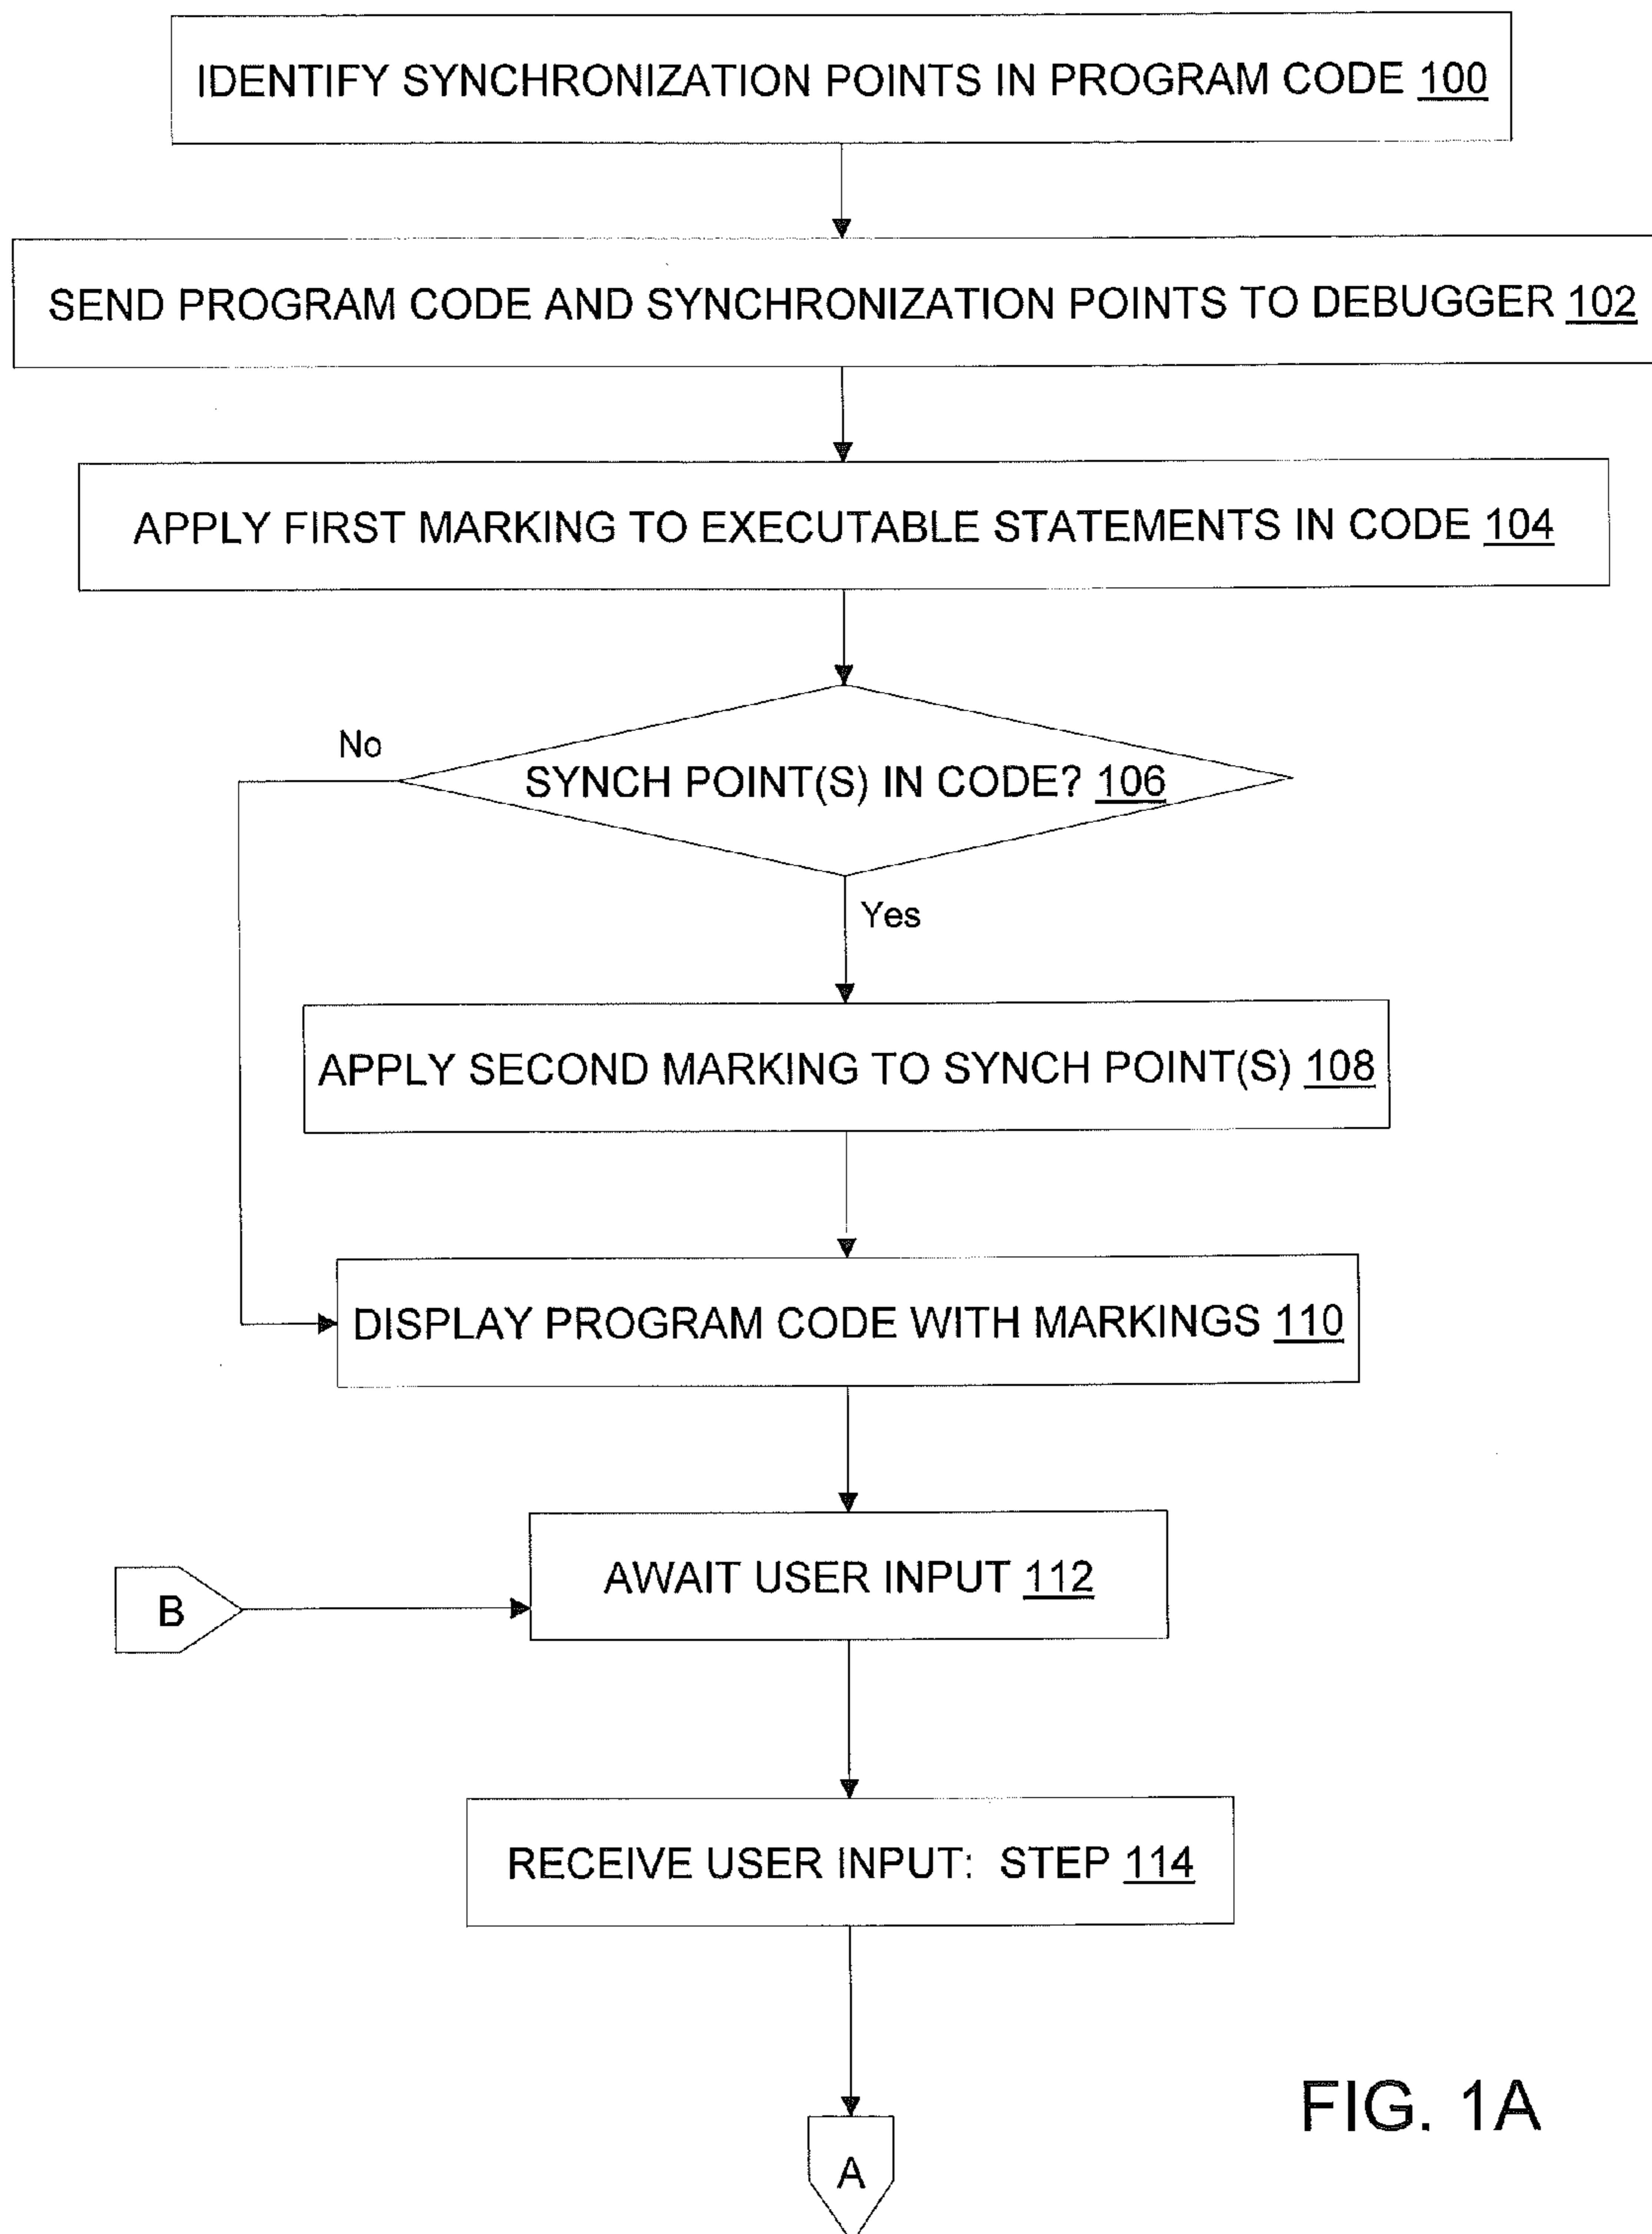 IDENTIFY SYNCHRONIZATION POINTS IN PROGRAM CODE 100
SEND PROGRAM CODE AND SYNCHRONIZATION POINTS TO DEBUGGER 102
APPLY FIRST MARKING TO EXECUTABLE STATEMENTS IN CODE 104
No
SYNCH POINT(S) IN CODE? 106
Yes
APPLY SECOND MARKING TO SYNCH POINT(S) 108
DISPLAY PROGRAM CODE WITH MARKINGS 110
AWAIT USER INPUT 112
B
RECEIVE USER INPUT: STEP 114
FIG. 1A
A